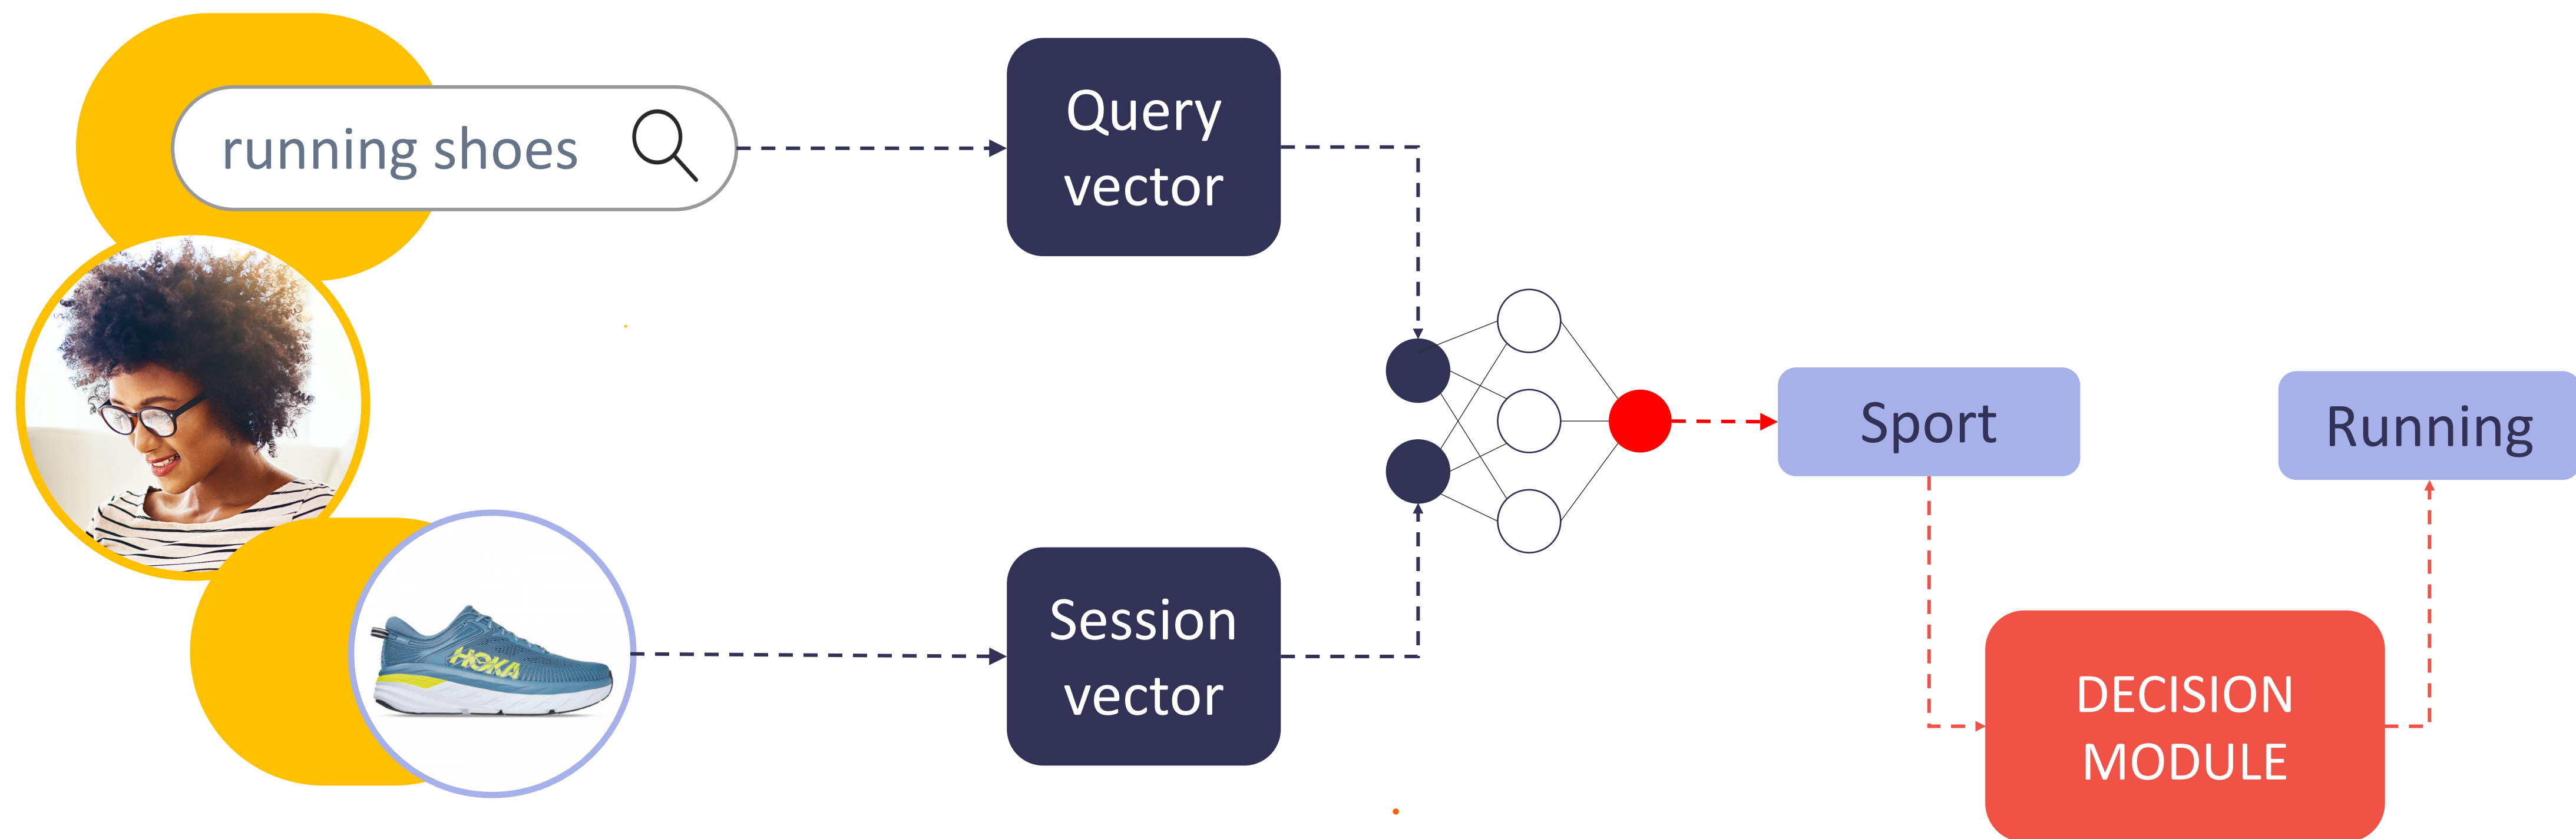 running shoes
Query
vector
HOKA
Session
vector
Sport
Running
DECISION
MODULE